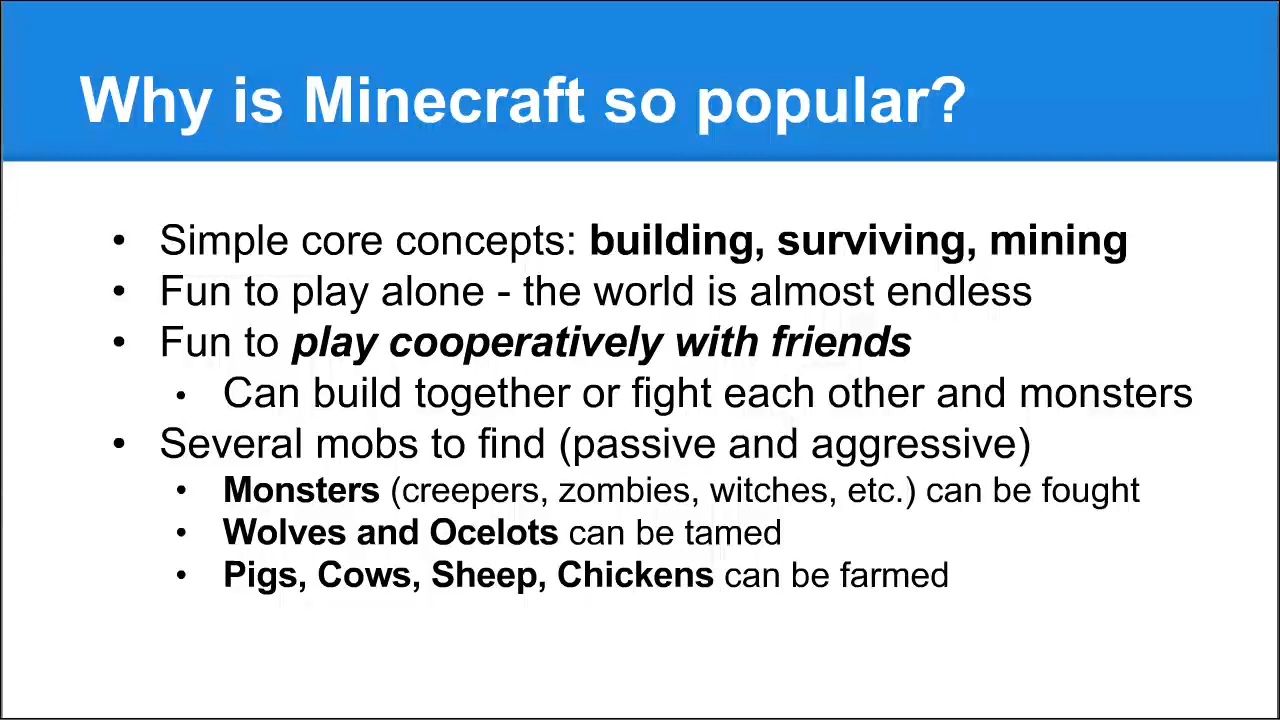 Why is Minecraft so popular?
• Simple core concepts: building, surviving, mining
• Fun to play alone - the world is almost endless
• Fun to play cooperatively with friends
• Can build together or fight each other and monsters
• Several mobs to find (passive and aggressive)
• Monsters (creepers, zombies, witches, etc.) can be fought
• Wolves and Ocelots can be tamed
• Pigs, Cows, Sheep, Chickens can be farmed